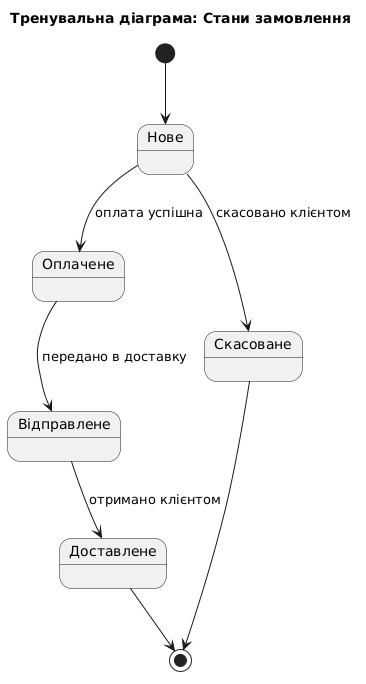 Тренувальна діаграма: Стани замовлення
Нове
оплата успішна
скасовано клієнтом
Оплачене
Скасоване
передано в доставку
Відправлене
отримано клієнтом
Доставлене